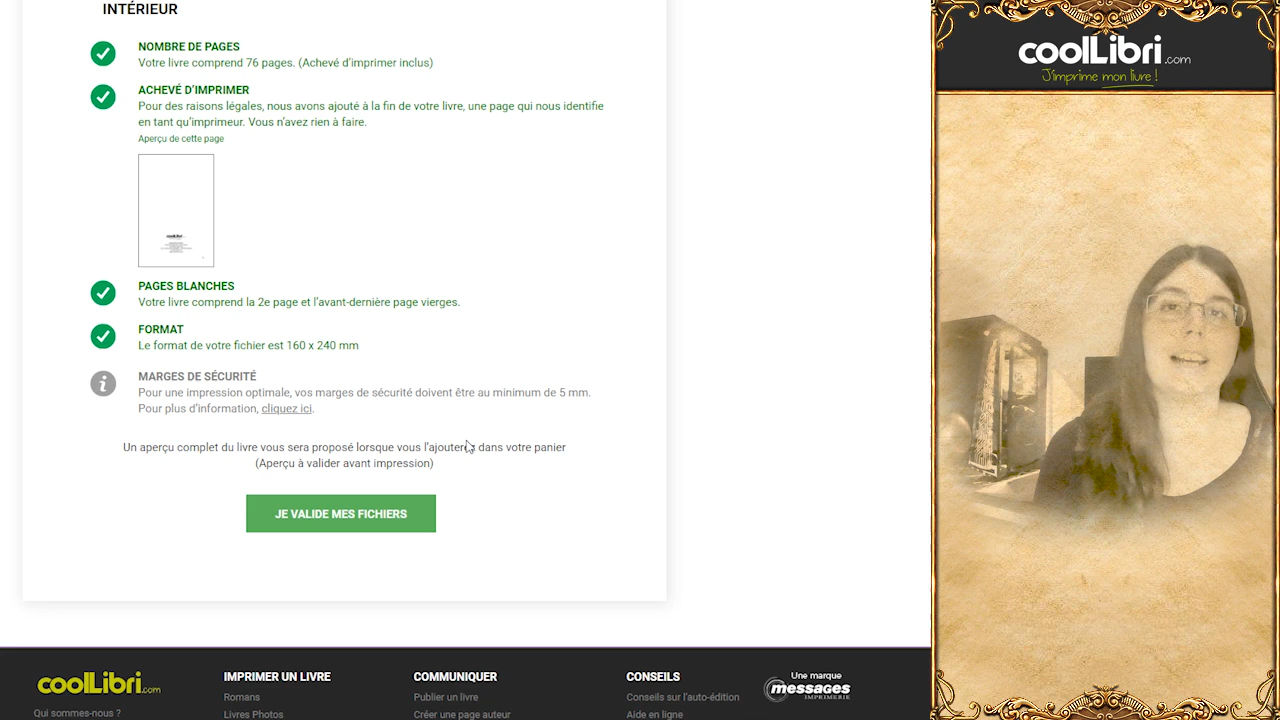 INTÉRIEUR
NOMBRE DE PAGES
Votre livre comprend 76 pages. (Achevé d'imprimer inclus)
ACHEVÉ D'IMPRIMER
Pour des raisons légales, nous avons ajouté à la fin de votre livre, une page qui nous identifie
en tant qu'imprimeur. Vous n'avez rien à faire.
Aperçu de cette page
coolLibri
PAGES BLANCHES
Votre livre comprend la 2e page et l'avant-dernière page vierges.
FORMAT
Le format de votre fichier est 160 x 240 mm
MARGES DE SÉCURITÉ
Pour une impression optimale, vos marges de sécurité doivent être au minimum de 5 mm.
Pour plus d'information, cliquez ici.
Un aperçu complet du livre vous sera proposé lorsque vous l'ajouterez dans votre panier
(Aperçu à valider avant impression)
JE VALIDE MES FICHIERS
coolLibri.com
Qui sommes-nous ?
IMPRIMER UN LIVRE
Romans
Livres Photos
COMMUNIQUER
Publier un livre
Créer une page auteur
CONSEILS
Conseils sur l'auto-édition
Aide en ligne
Une marque
messages
IMPRIMERIE
coolLibri.com
J'imprime mon livre !